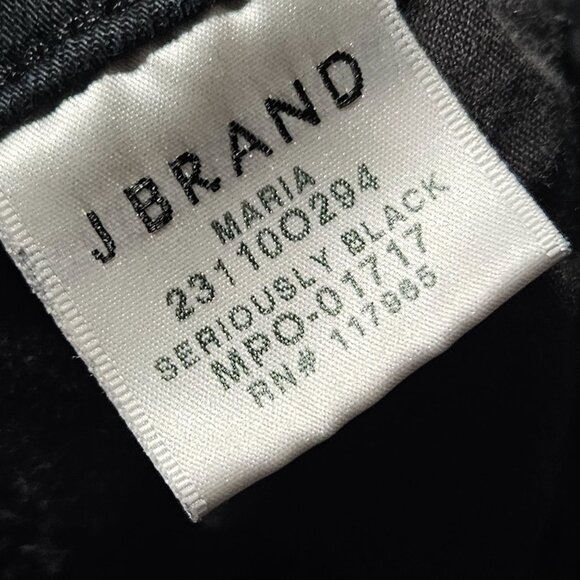 J BRAND
MARIA
23110O294
SERIOUSLY BLACK
MPO-01717
RN# 117965